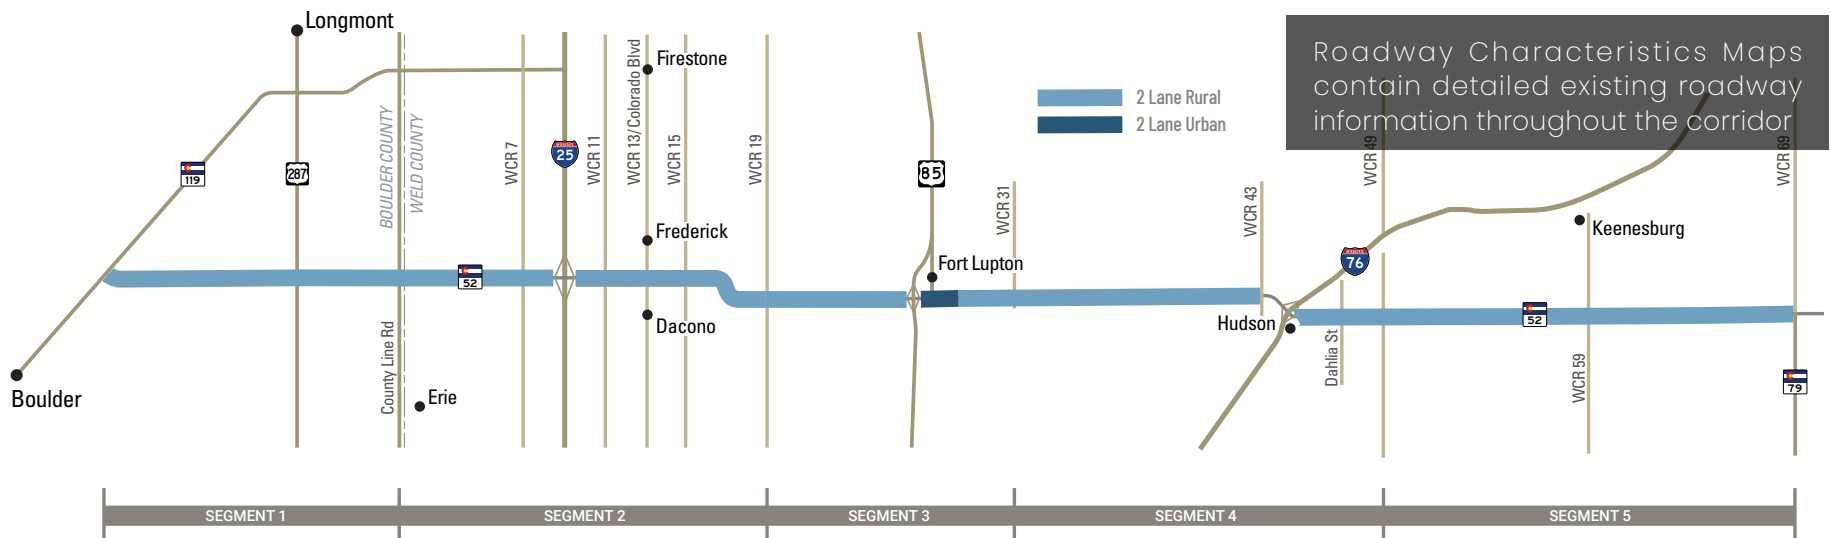 Longmont
Roadway Characteristics Maps
contain detailed existing roadway
information throughout the corridor
Firestone
2 Lane Rural
2 Lane Urban
BOULDER COUNTY
WELD COUNTY
WCR 7
25
WCR 11
WCR 13/Colorado Blvd
WCR 15
WCR 19
119
287
85
WCR 31
WCR 43
WCR 49
WCR 69
Frederick
Keenesburg
76
Fort Lupton
52
52
Hudson
Dacono
County Line Rd
Dahlia St
WCR 59
79
Boulder
Erie
SEGMENT 1
SEGMENT 2
SEGMENT 3
SEGMENT 4
SEGMENT 5